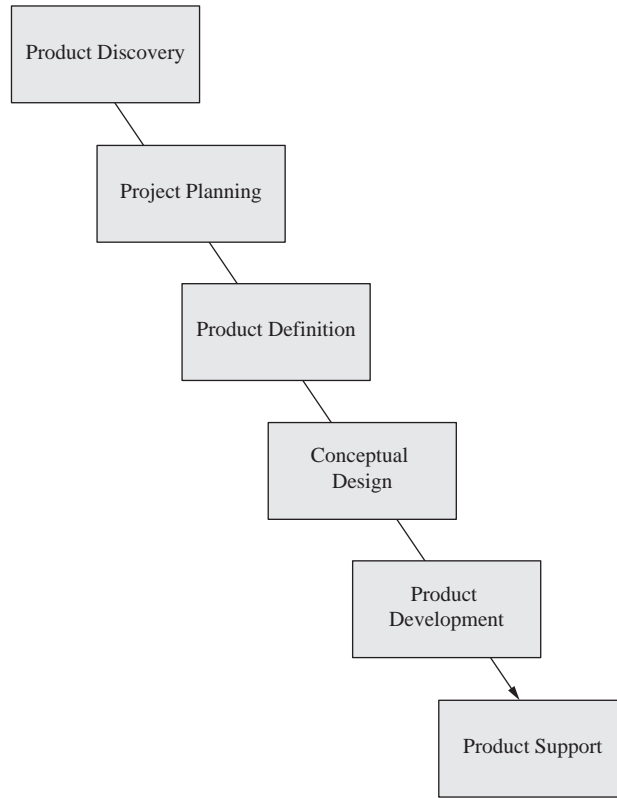 Product Discovery
Project Planning
Product Definition
Conceptual
Design
Product
Development
Product Support